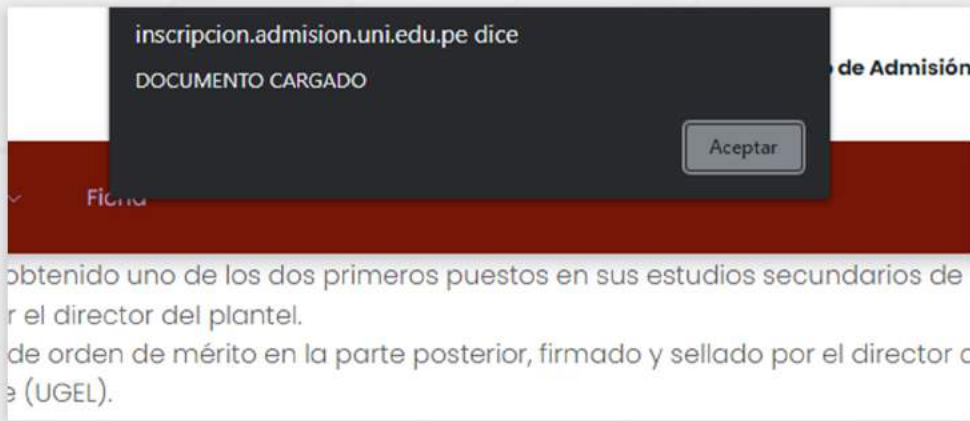 inscripcion.admision.uni.edu.pe dice
DOCUMENTO CARGADO
de Admisión
Aceptar
Ficha
obtenido uno de los dos primeros puestos en sus estudios secundarios de
r el director del plantel.
de orden de mérito en la parte posterior, firmado y sellado por el director
e (UGEL).